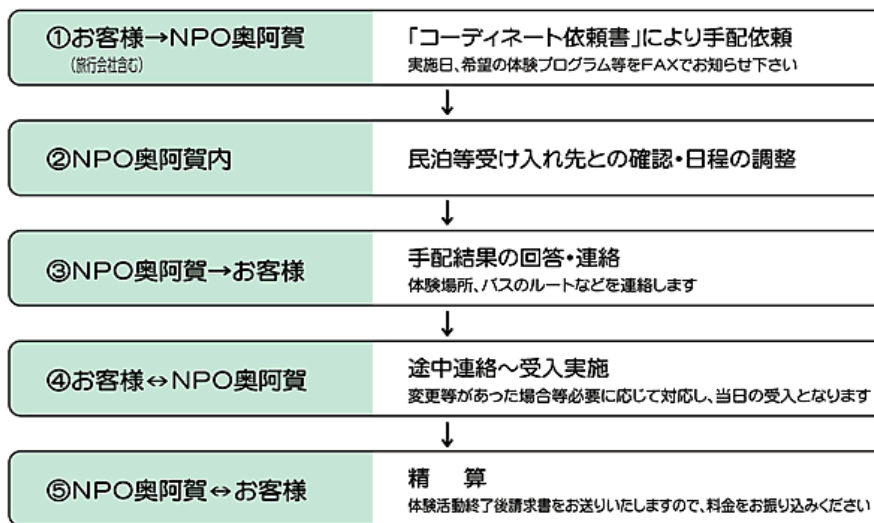 ①お客様→NPO奥阿賀
(旅行会社含む)
「コーディネート依頼書」により手配依頼
実施日、希望の体験プログラム等をFAXでお知らせ下さい
↓
②NPO奥阿賀内
民泊等受け入れ先との確認・日程の調整
↓
③NPO奥阿賀→お客様
手配結果の回答・連絡
体験場所、バスのルートなどを連絡します
↓
④お客様↔NPO奥阿賀
途中連絡～受入実施
変更等があった場合等必要に応じて対応し、当日の受入となります
↓
⑤NPO奥阿賀↔お客様
精　算
体験活動終了後請求書をお送りいたしますので、料金をお振り込みください